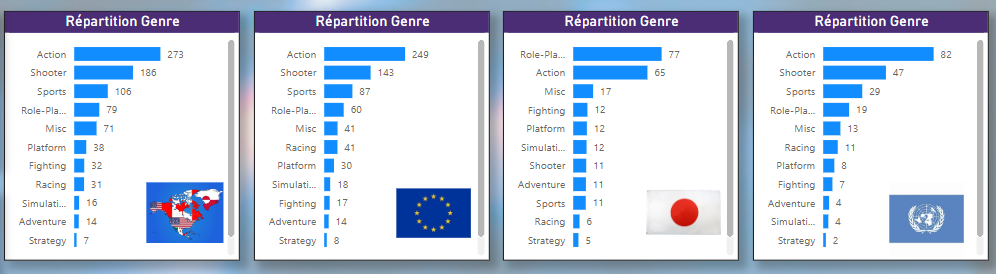 Répartition Genre
Action 273
Shooter 186
Sports 106
Role-Pla... 79
Misc 71
Platform 38
Fighting 32
Racing 31
Simulati... 16
Adventure 14
Strategy 7
Répartition Genre
Action 249
Shooter 143
Sports 87
Role-Pla... 60
Misc 41
Racing 41
Platform 30
Simulati... 18
Fighting 17
Adventure 14
Strategy 8
Répartition Genre
Role-Pla... 77
Action 65
Misc 17
Fighting 12
Platform 12
Simulati... 12
Shooter 11
Adventure 11
Sports 11
Racing 6
Strategy 5
Répartition Genre
Action 82
Shooter 47
Sports 29
Role-Pla... 19
Misc 13
Racing 11
Platform 8
Fighting 7
Adventure 4
Simulati... 4
Strategy 2